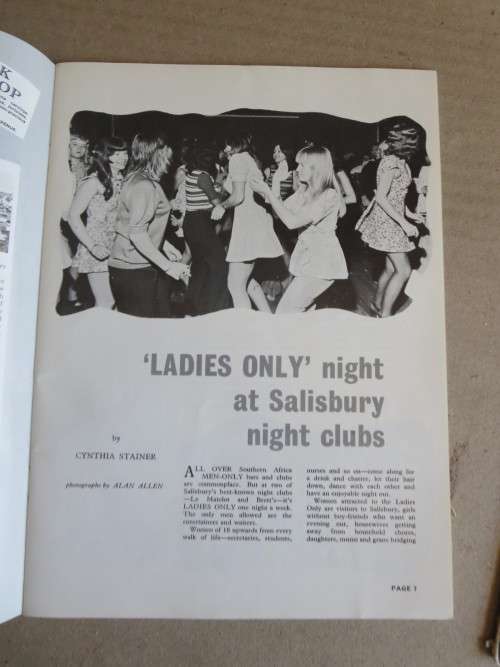 K
OP
'LADIES ONLY' night
at Salisbury
night clubs
by
CYNTHIA STAINER
photographs by ALAN ALLEN
ALL OVER Southern Africa
MEN-ONLY bars and clubs
are commonplace. But at two of
Salisbury's best-known night clubs
—La Matelot and Brett's—it's
LADIES ONLY one night a week.
The only men allowed are the
entertainers and waiters.
Women of 18 upwards from every
walk of life—secretaries, students,
nurses and so on—come along for
a drink and chatter, let their hair
down, dance with each other and
have an enjoyable night out.
Women attracted to the Ladies
Only are visitors to Salisbury, girls
without boy-friends who want an
evening out, housewives getting
away from household chores,
daughters, mums and grans bridging
PAGE 7